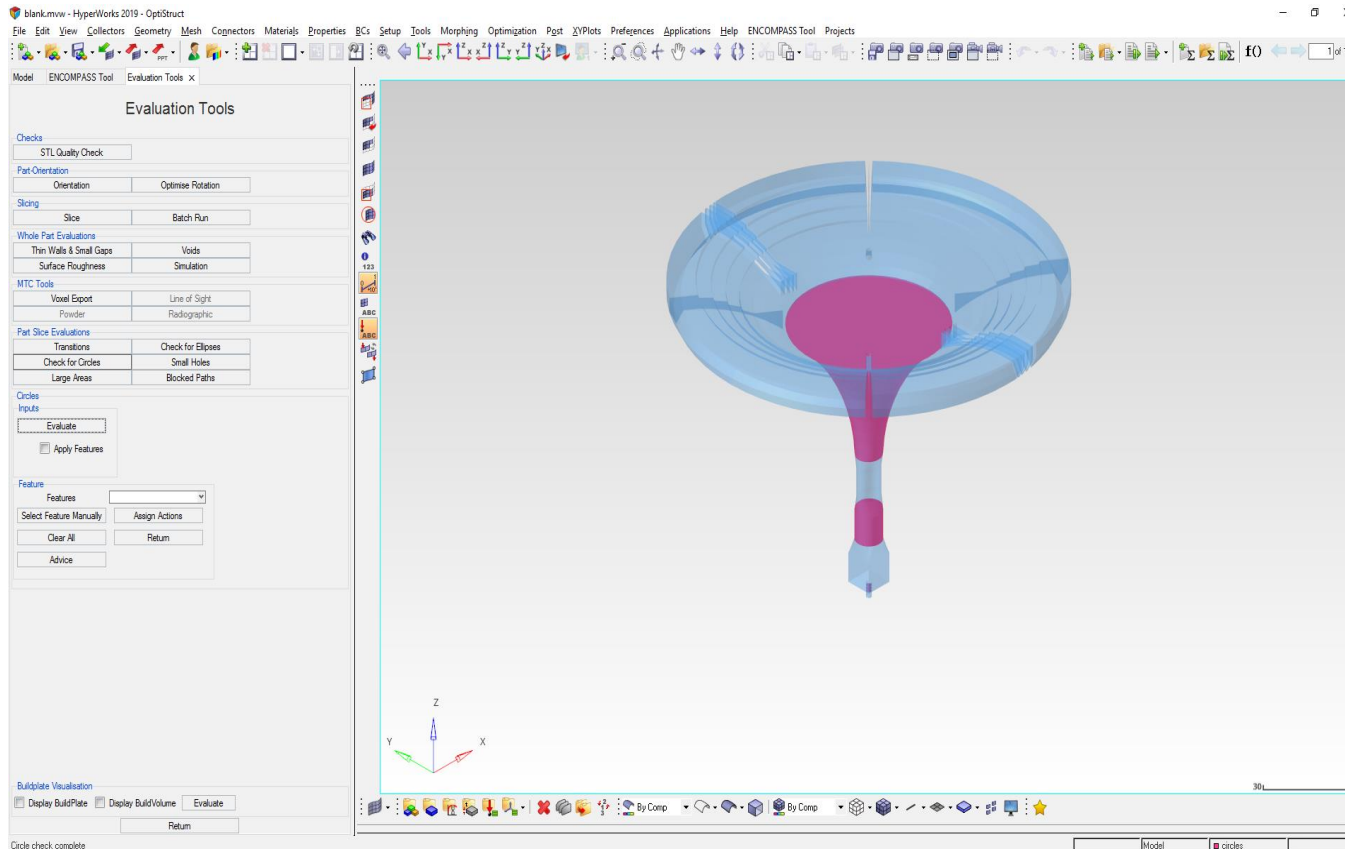 blank.mvw - HyperWorks 2019 - OptiStruct
File Edit View Collectors Geometry Mesh Connectors Materials Properties BCs Setup Tools Morphing Optimization Post XYPlots Preferences Applications Help ENCOMPASS Tool Projects
PPT f() 1 of
Model ENCOMPASS Tool Evaluation Tools X
Evaluation Tools
Checks
STL Quality Check
Part-Orientation
Orientation Optimise Rotation
Slicing
Slice Batch Run
Whole Part Evaluations
Thin Walls & Small Gaps Voids
Surface Roughness Simulation
MTC Tools
Voxel Export Line of Sight
Powder Radiographic
Part Slice Evaluations
Transitions Check for Ellipses
Check for Circles Small Holes
Large Areas Blocked Paths
Circles
Inputs
Evaluate
Apply Features
Feature
Features
Select Feature Manually Assign Actions
Clear All Return
Advice
123
ABC
ABC
Z
Y X
30
Buildplate Visualisation
Display BuildPlate Display BuildVolume Evaluate
Return
By Comp By Comp
Circle check complete
Model circles